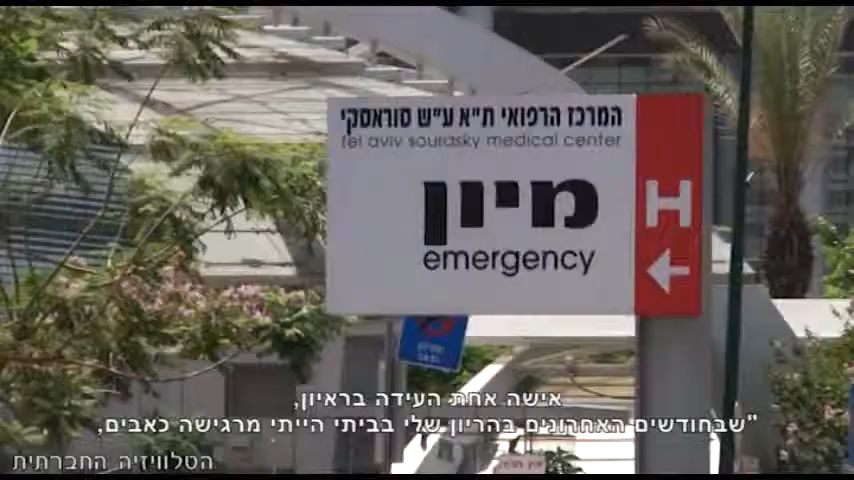 המרכז הרפואי ת"א ע"ש סוראסקי
tel aviv sourasky medical center
מיון
emergency
H
אישה אחת העידה בראיון,
"שבחודשים האחרונים בהריון שלי בביתי הייתי מרגישה כאבים,
הטלוויזיה החברתית